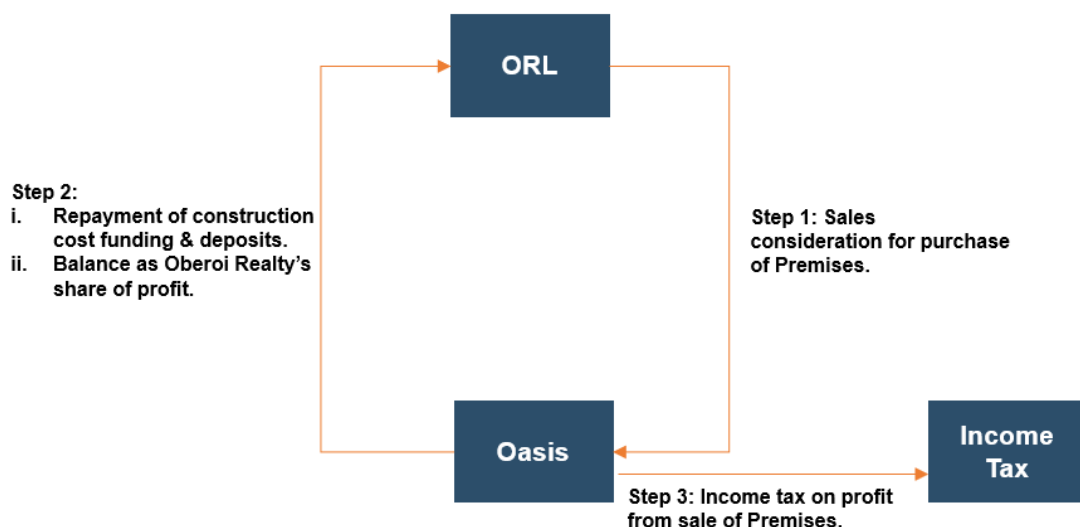 ORL
Step 2:
i. Repayment of construction
cost funding & deposits.
ii. Balance as Oberoi Realty’s
share of profit.
Step 1: Sales
consideration for purchase
of Premises.
Oasis
Income
Tax
Step 3: Income tax on profit
from sale of Premises.